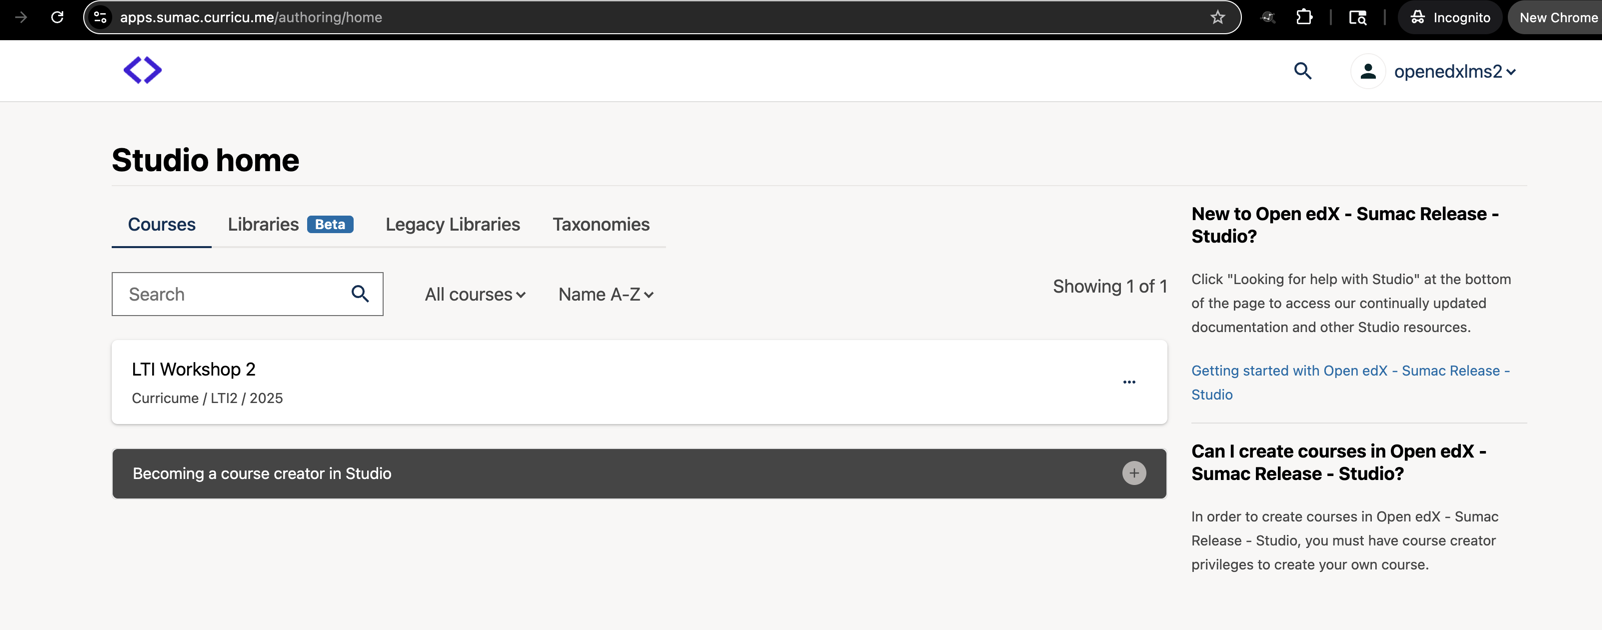 apps.sumac.curricu.me/authoring/home
Incognito
New Chrome
openedxlms2
Studio home
Courses
Libraries Beta
Legacy Libraries
Taxonomies
Search
All courses
Name A-Z
Showing 1 of 1
LTI Workshop 2
Curricume / LTI2 / 2025
Becoming a course creator in Studio
New to Open edX - Sumac Release -
Studio?
Click "Looking for help with Studio" at the bottom
of the page to access our continually updated
documentation and other Studio resources.
Getting started with Open edX - Sumac Release -
Studio
Can I create courses in Open edX -
Sumac Release - Studio?
In order to create courses in Open edX - Sumac
Release - Studio, you must have course creator
privileges to create your own course.